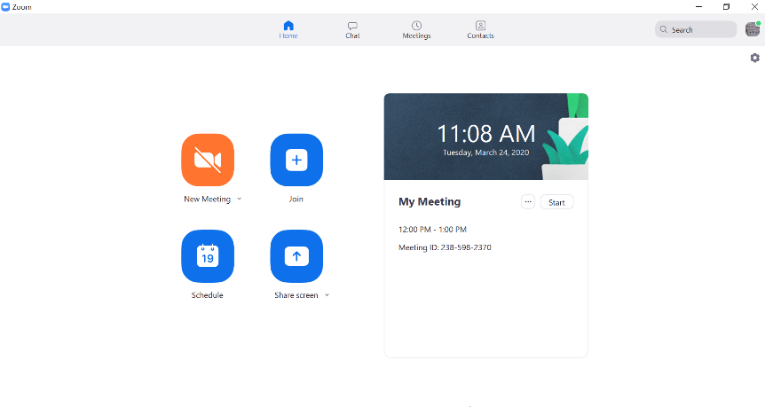 Zoom
Home
Chat
Meetings
Contacts
Search
11:08 AM
Tuesday, March 24, 2020
New Meeting
Join
My Meeting
Start
12:00 PM - 1:00 PM
Meeting ID: 238-598-2370
19
Schedule
Share screen